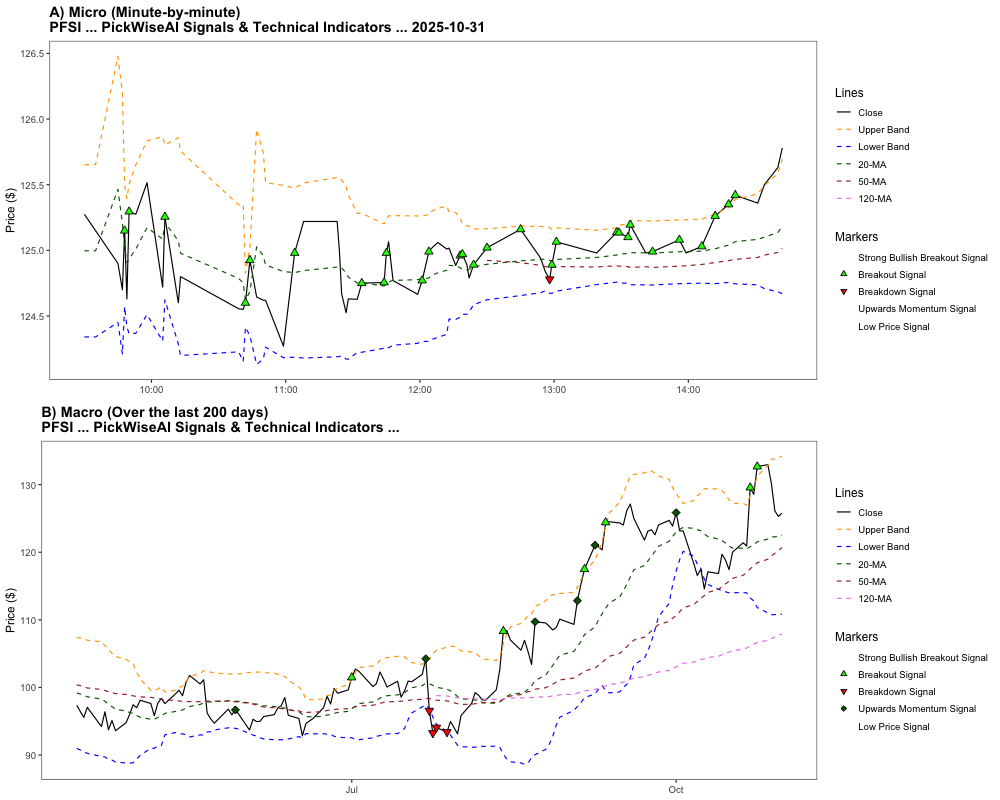 A) Micro (Minute-by-minute)
PFSI ... PickWiseAI Signals & Technical Indicators ... 2025-10-31
126.5
126.0
125.5
125.0
124.5
Price ($)
10:00
11:00
12:00
13:00
14:00
Lines
Close
Upper Band
Lower Band
20-MA
50-MA
120-MA
Markers
Strong Bullish Breakout Signal
Breakout Signal
Breakdown Signal
Upwards Momentum Signal
Low Price Signal
B) Macro (Over the last 200 days)
PFSI ... PickWiseAI Signals & Technical Indicators ...
130
120
110
100
90
Price ($)
Jul
Oct
Lines
Close
Upper Band
Lower Band
20-MA
50-MA
120-MA
Markers
Strong Bullish Breakout Signal
Breakout Signal
Breakdown Signal
Upwards Momentum Signal
Low Price Signal